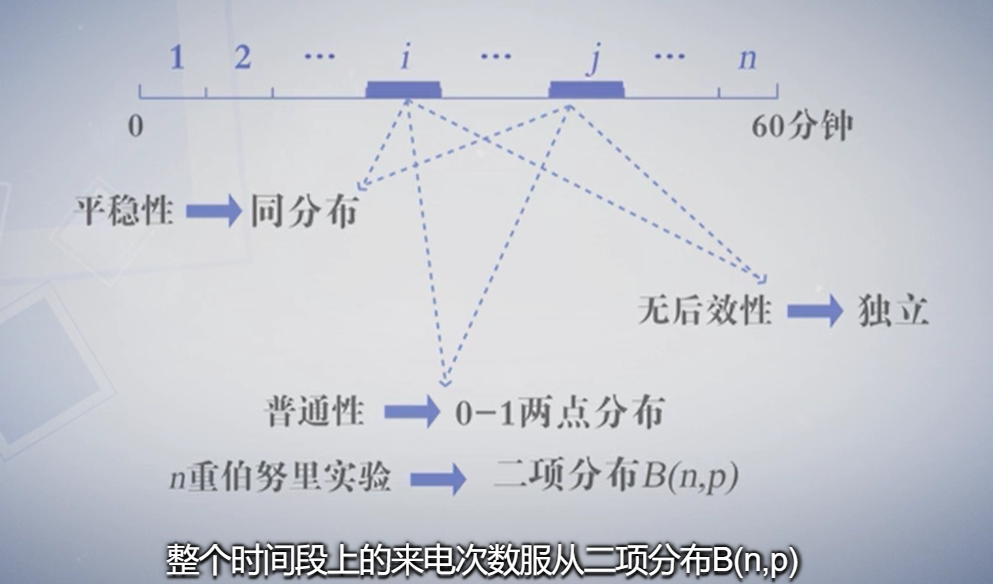 1 2 ··· i ··· j ··· n
0 60分钟
平稳性 同分布
无后效性 独立
普通性 0-1两点分布
n重伯努里实验 二项分布B(n,p)
整个时间段上的来电次数服从二项分布B(n,p)